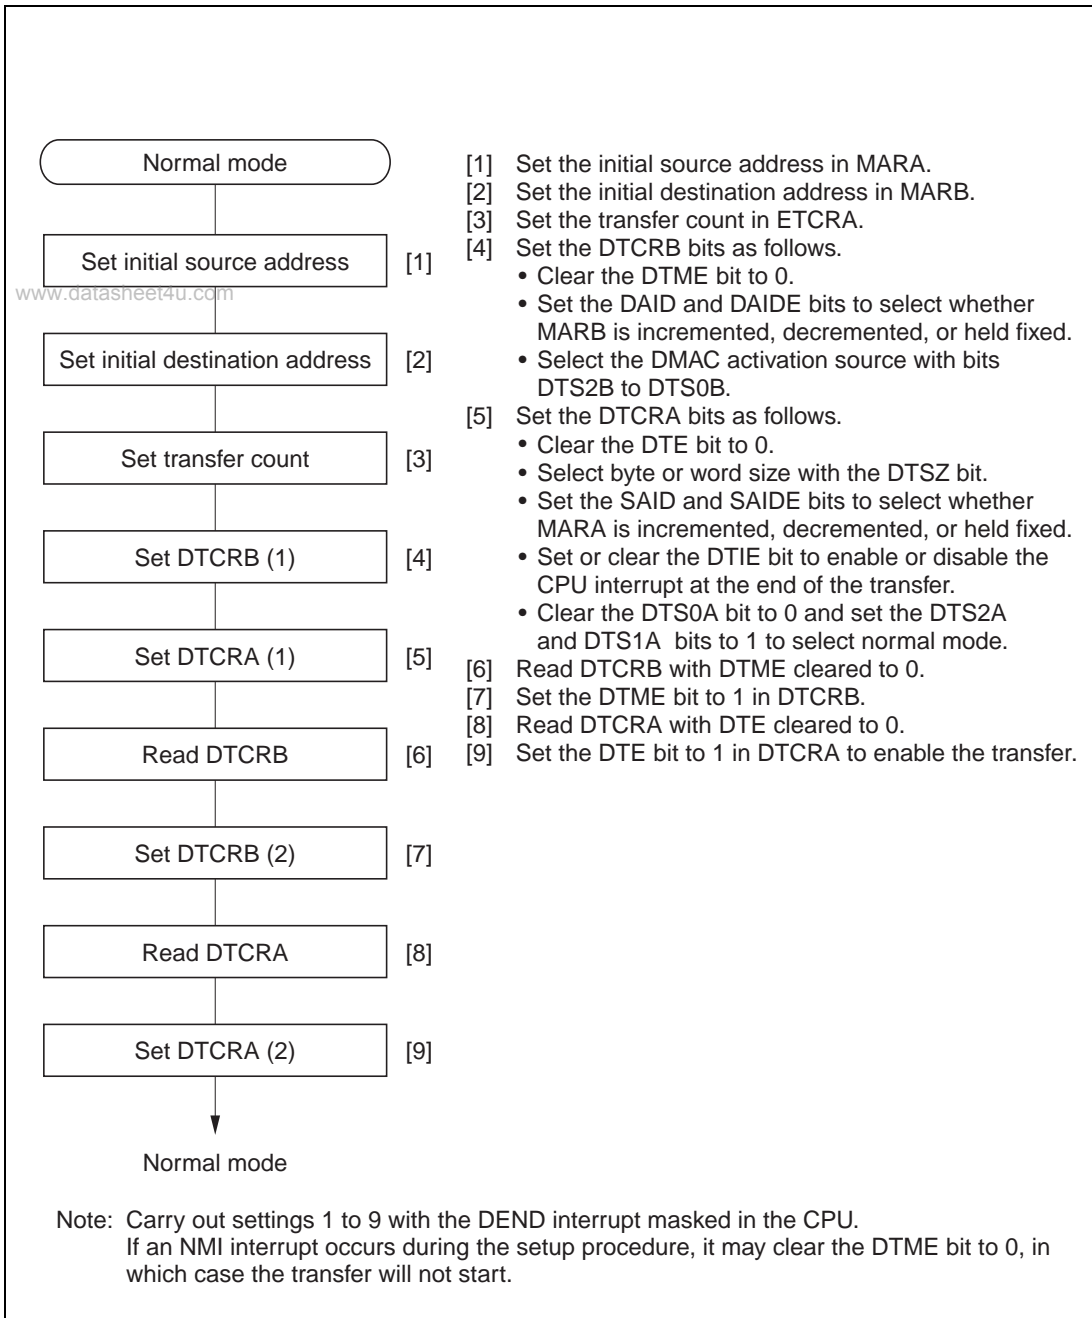 Normal mode
Set initial source address [1]
www.datasheet4u.com
Set initial destination address [2]
Set transfer count [3]
Set DTCRB (1) [4]
Set DTCRA (1) [5]
Read DTCRB [6]
Set DTCRB (2) [7]
Read DTCRA [8]
Set DTCRA (2) [9]
Normal mode
[1] Set the initial source address in MARA.
[2] Set the initial destination address in MARB.
[3] Set the transfer count in ETCRA.
[4] Set the DTCRB bits as follows.
• Clear the DTME bit to 0.
• Set the DAID and DAIDE bits to select whether
MARB is incremented, decremented, or held fixed.
• Select the DMAC activation source with bits
DTS2B to DTS0B.
[5] Set the DTCRA bits as follows.
• Clear the DTE bit to 0.
• Select byte or word size with the DTSZ bit.
• Set the SAID and SAIDE bits to select whether
MARA is incremented, decremented, or held fixed.
• Set or clear the DTIE bit to enable or disable the
CPU interrupt at the end of the transfer.
• Clear the DTS0A bit to 0 and set the DTS2A
and DTS1A bits to 1 to select normal mode.
[6] Read DTCRB with DTME cleared to 0.
[7] Set the DTME bit to 1 in DTCRB.
[8] Read DTCRA with DTE cleared to 0.
[9] Set the DTE bit to 1 in DTCRA to enable the transfer.
Note: Carry out settings 1 to 9 with the DEND interrupt masked in the CPU.
If an NMI interrupt occurs during the setup procedure, it may clear the DTME bit to 0, in
which case the transfer will not start.